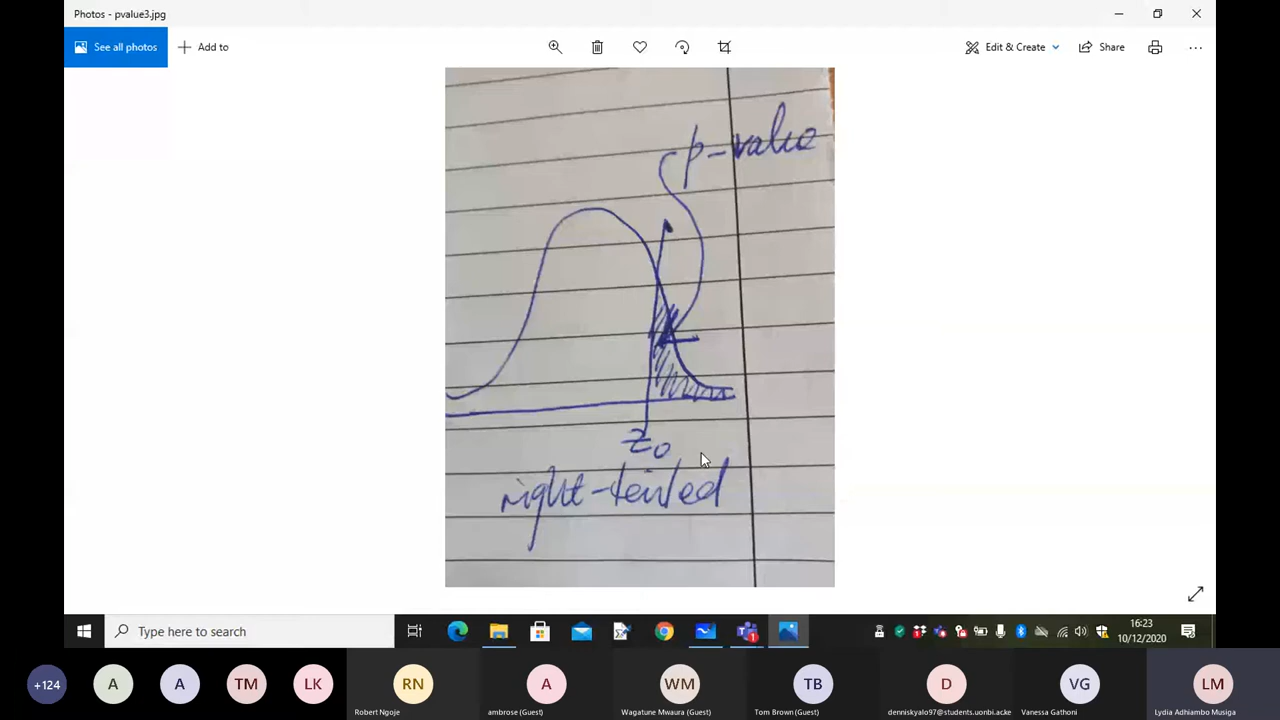 Photos - pvalue3.jpg
See all photos
Add to
Edit & Create
Share
p-value
z0
right-tailed
Type here to search
16:23
10/12/2020
1
+124
A
A
TM
LK
RN
A
WM
TB
D
VG
LM
Robert Ngoje
ambrose (Guest)
Wagatune Mwaura (Guest)
Tom Brown (Guest)
denniskyalo97@students.uonbi.ac.ke
Vanessa Gathoni
Lydia Adhiambo Musiga